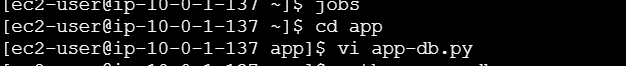 [ec2-user@ip-10-0-1-137 ~]$ jobs
[ec2-user@ip-10-0-1-137 ~]$ cd app
[ec2-user@ip-10-0-1-137 app]$ vi app-db.py